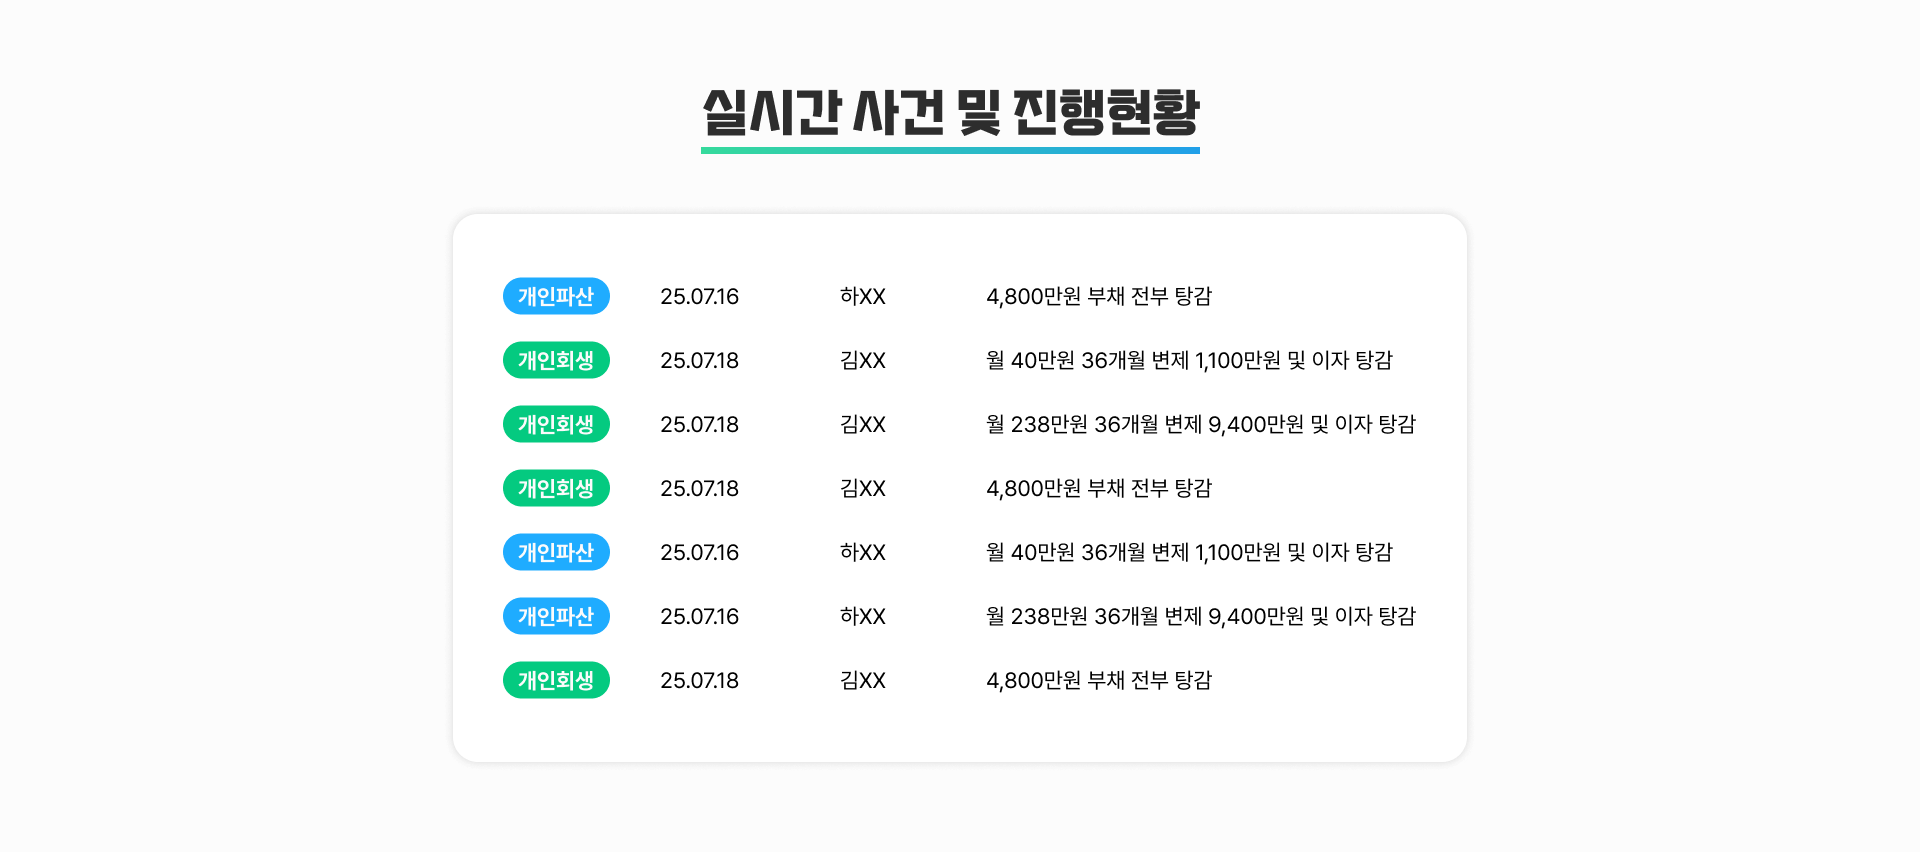 실시간 사건 및 진행현황
개인파산 25.07.16 하XX 4,800만원 부채 전부 탕감
개인회생 25.07.18 김XX 월 40만원 36개월 변제 1,100만원 및 이자 탕감
개인회생 25.07.18 김XX 월 238만원 36개월 변제 9,400만원 및 이자 탕감
개인회생 25.07.18 김XX 4,800만원 부채 전부 탕감
개인파산 25.07.16 하XX 월 40만원 36개월 변제 1,100만원 및 이자 탕감
개인파산 25.07.16 하XX 월 238만원 36개월 변제 9,400만원 및 이자 탕감
개인회생 25.07.18 김XX 4,800만원 부채 전부 탕감